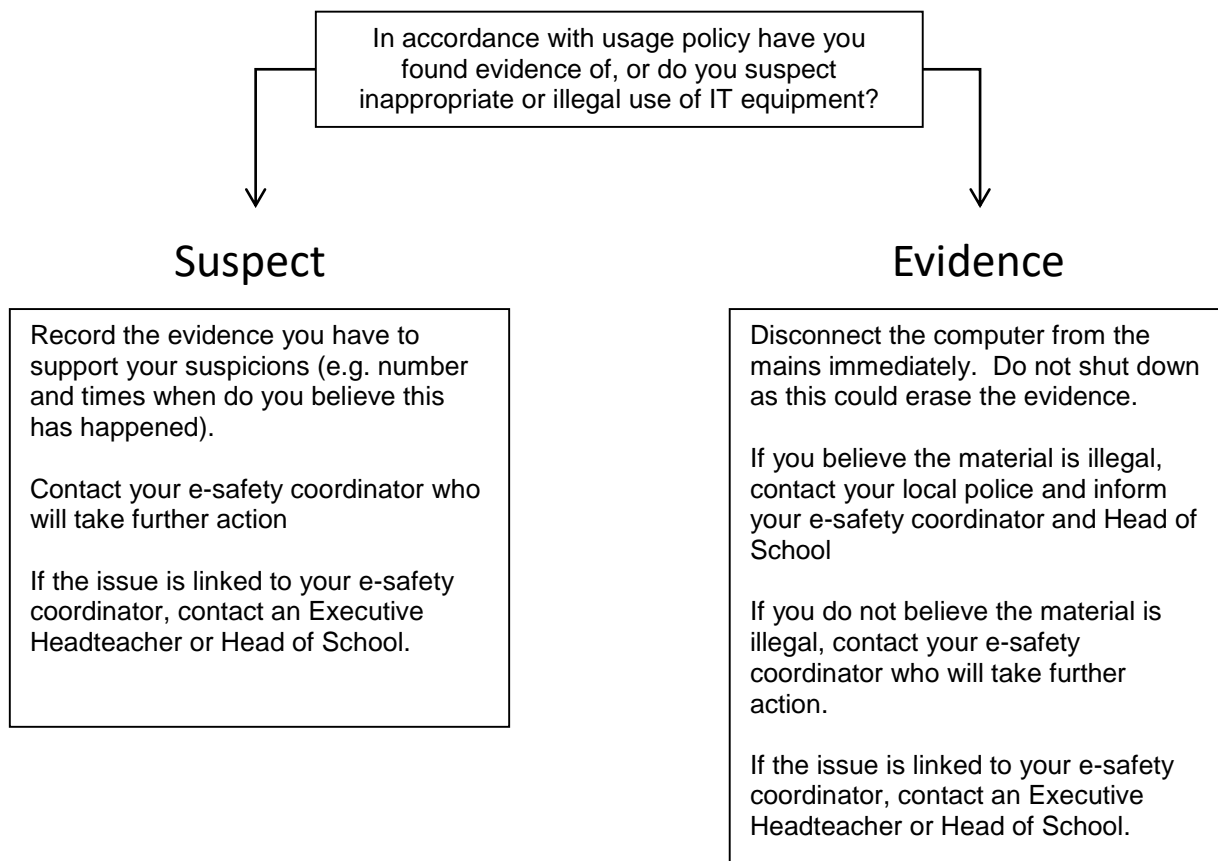 In accordance with usage policy have you
found evidence of, or do you suspect
inappropriate or illegal use of IT equipment?
Suspect
Record the evidence you have to
support your suspicions (e.g. number
and times when do you believe this
has happened).
Contact your e-safety coordinator who
will take further action
If the issue is linked to your e-safety
coordinator, contact an Executive
Headteacher or Head of School.
Evidence
Disconnect the computer from the
mains immediately.  Do not shut down
as this could erase the evidence.
If you believe the material is illegal,
contact your local police and inform
your e-safety coordinator and Head of
School
If you do not believe the material is
illegal, contact your e-safety
coordinator who will take further
action.
If the issue is linked to your e-safety
coordinator, contact an Executive
Headteacher or Head of School.